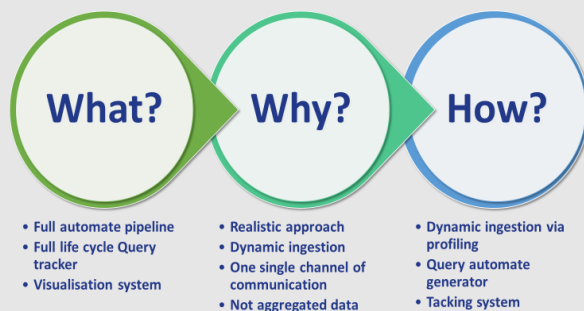 What?
Why?
How?
• Full automate pipeline
• Full life cycle Query
tracker
• Visualisation system
• Realistic approach
• Dynamic ingestion
• One single channel of
communication
• Not aggregated data
• Dynamic ingestion via
profiling
• Query automate
generator
• Tacking system